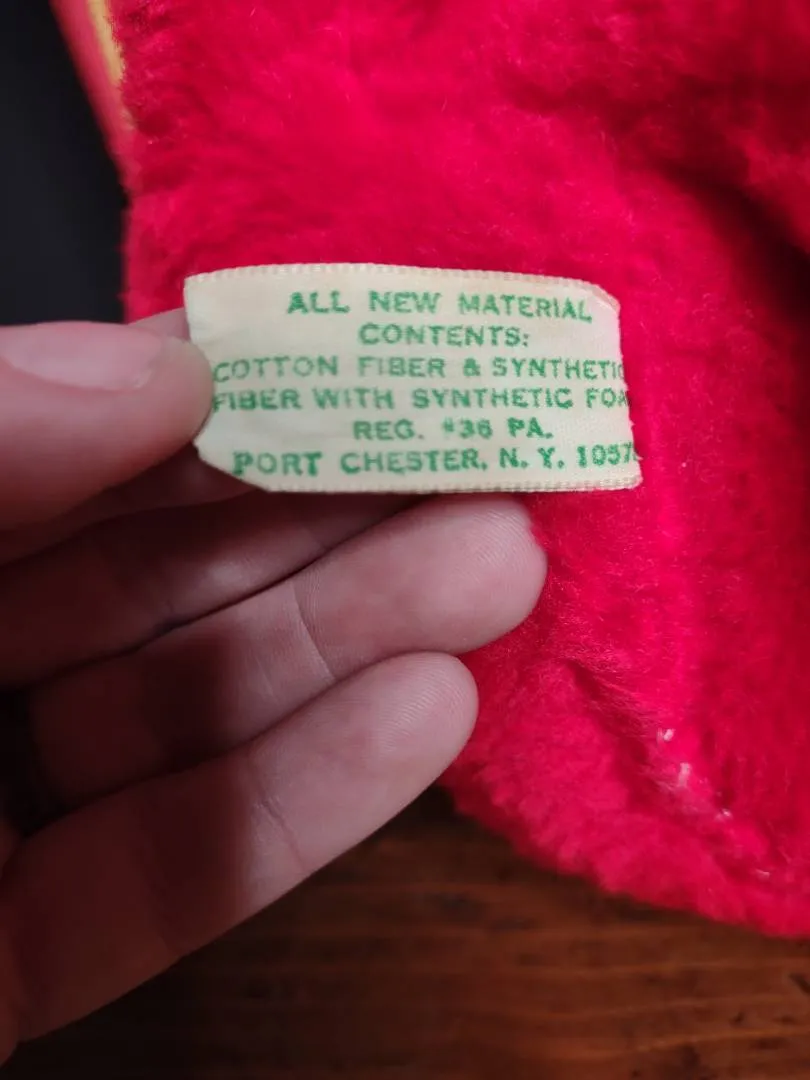 ALL NEW MATERIAL
CONTENTS:
COTTON FIBER & SYNTHETIC
FIBER WITH SYNTHETIC FOA
REG. #36 PA.
PORT CHESTER, N. Y. 1057